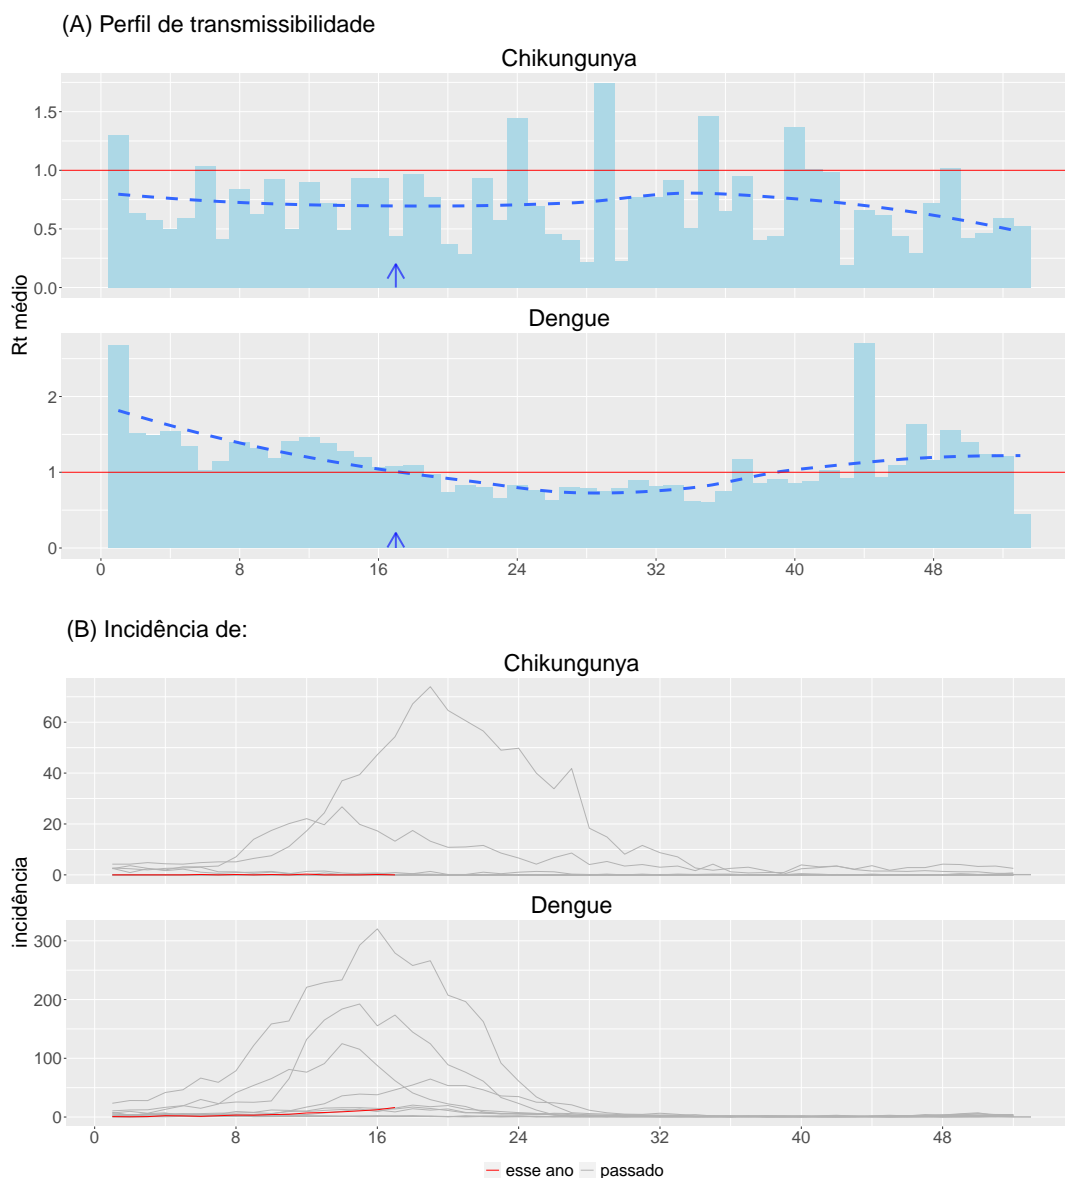 (A) Perfil de transmissibilidade
Chikungunya
1.5
1.0
0.5
0.0
Dengue
2
1
0
0 8 16 24 32 40 48
Rt médio
(B) Incidência de:
Chikungunya
60
40
20
0
Dengue
300
200
100
0
0 8 16 24 32 40 48
incidência
esse ano passado